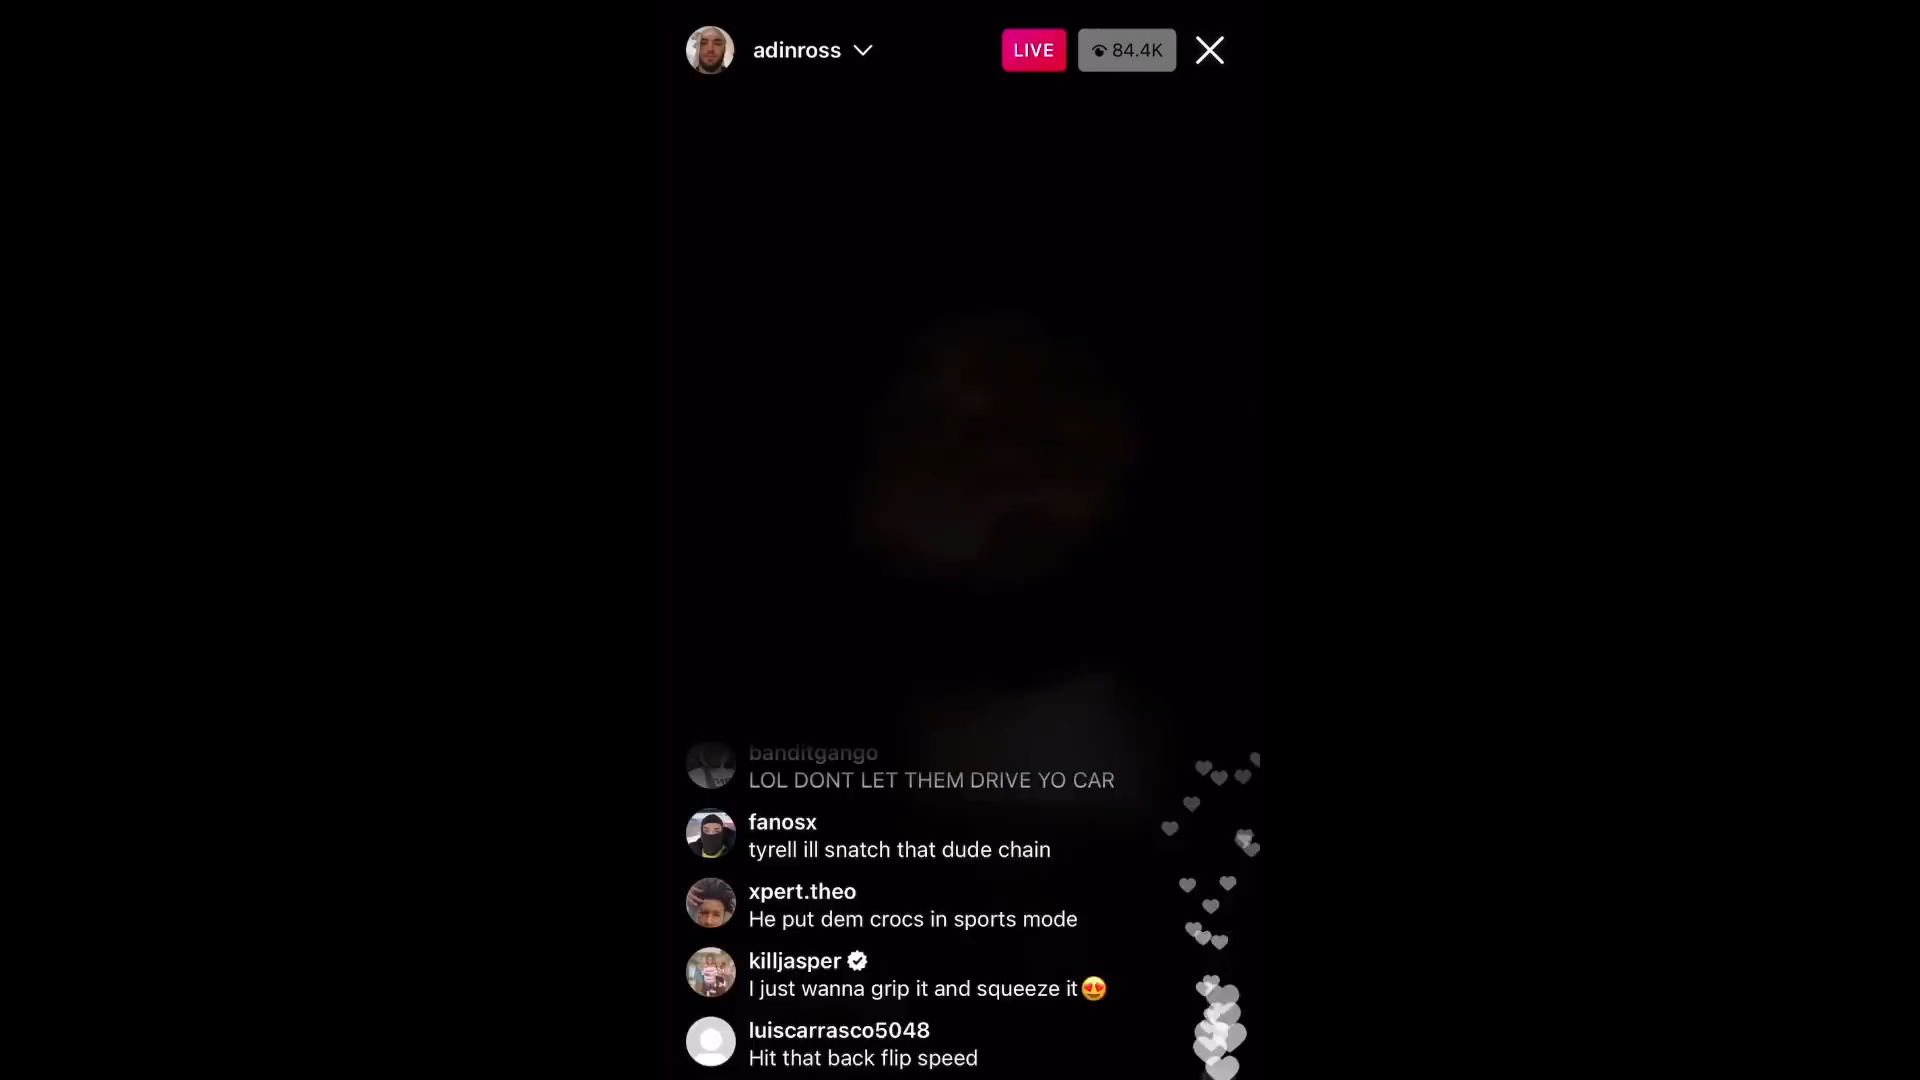 adinross
LIVE
84.4K
banditgango
LOL DONT LET THEM DRIVE YO CAR
fanosx
tyrell ill snatch that dude chain
xpert.theo
He put dem crocs in sports mode
killjasper
I just wanna grip it and squeeze it😍
luiscarrasco5048
Hit that back flip speed